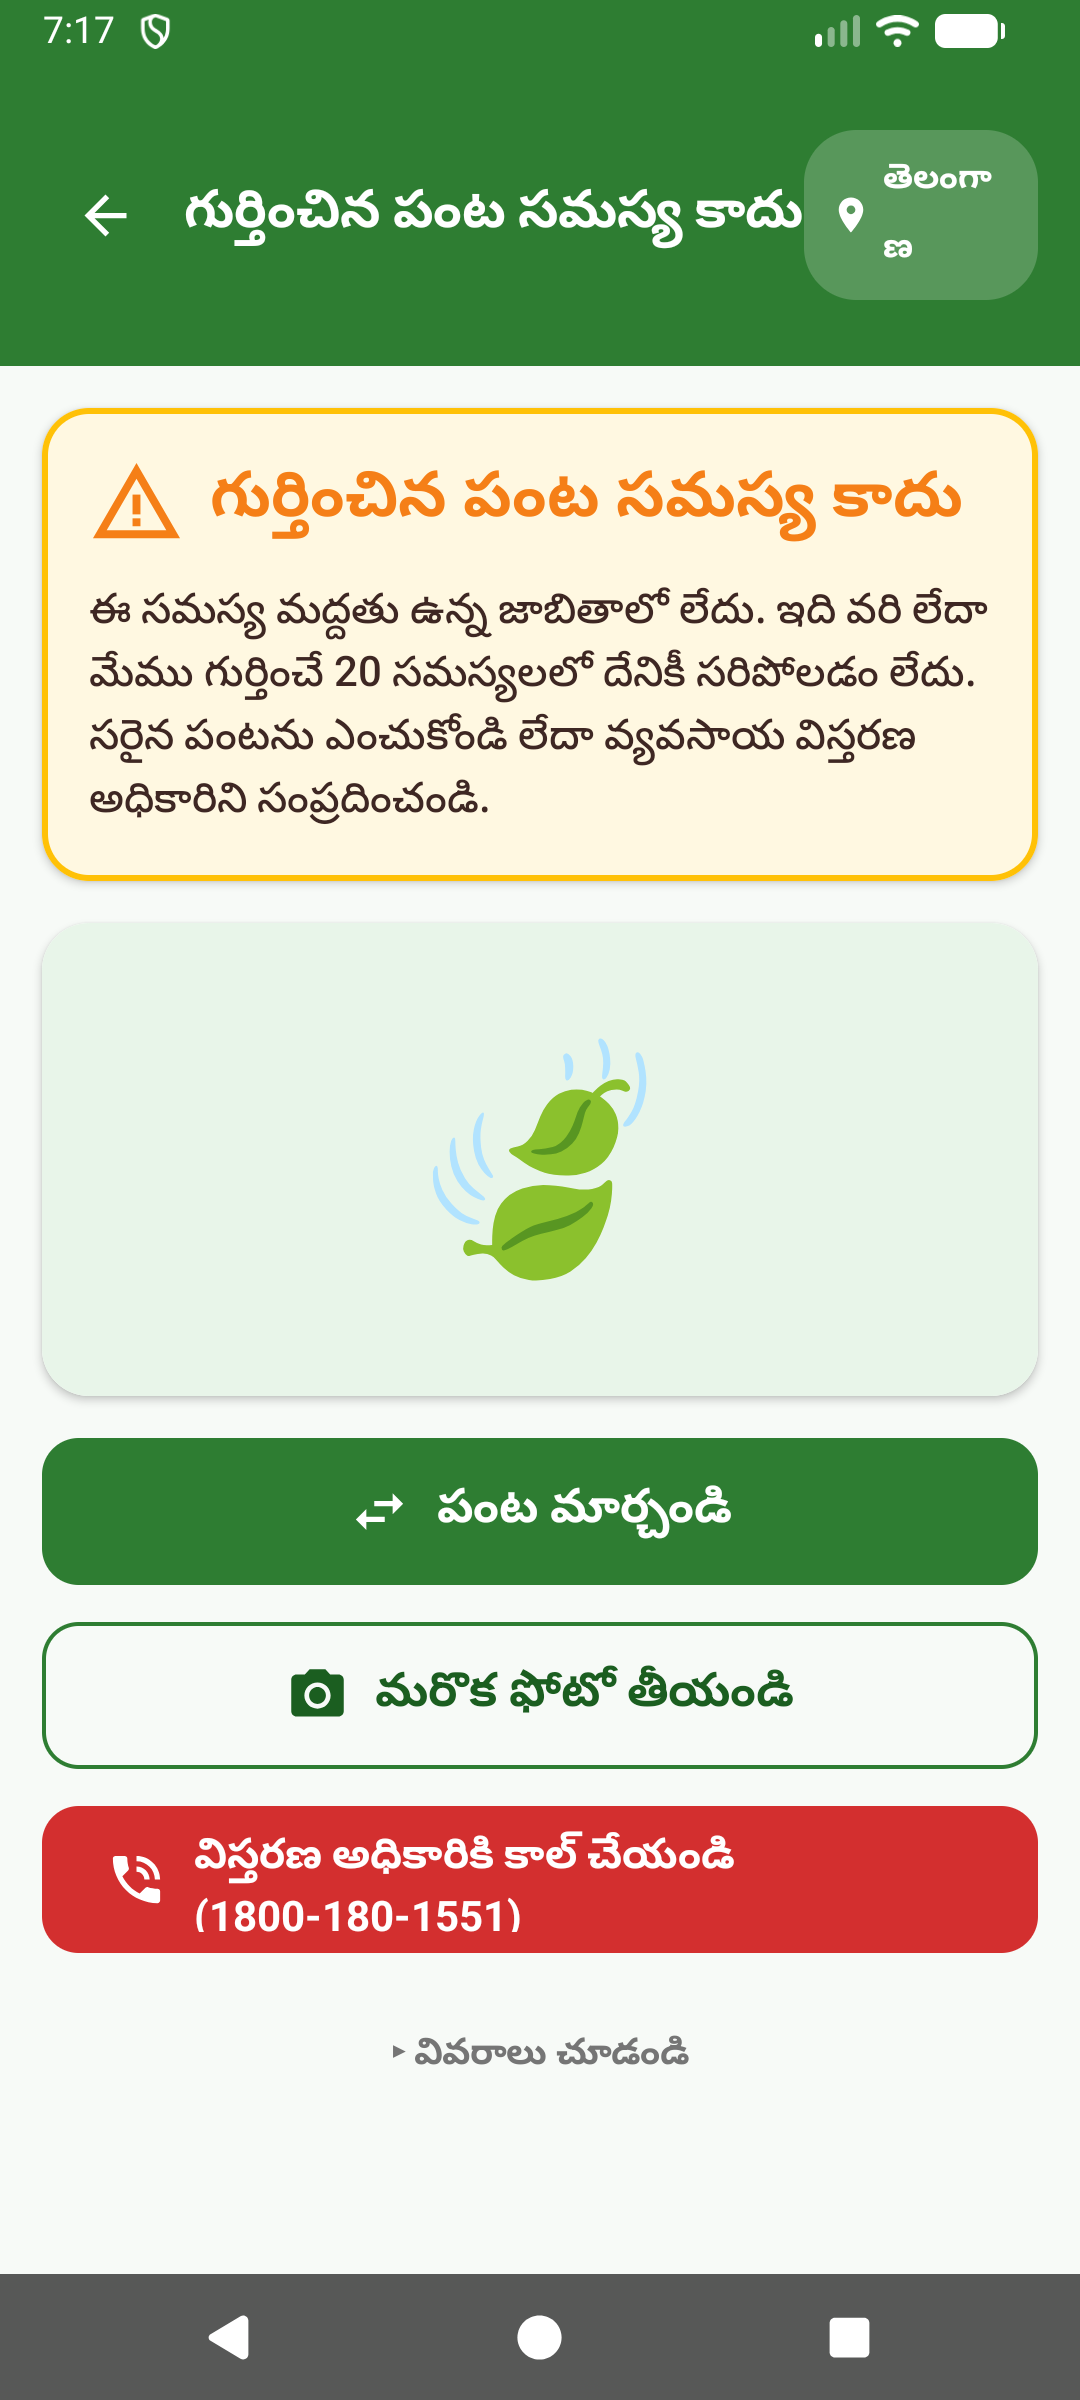 7:17
గుర్తించిన పంట సమస్య కాదు
తెలంగా
ణ
గుర్తించిన పంట సమస్య కాదు
ఈ సమస్య మద్దతు ఉన్న జాబితాలో లేదు. ఇది వరి లేదా
మేము గుర్తించే 20 సమస్యలలో దేనికీ సరిపోలడం లేదు.
సరైన పంటను ఎంచుకోండి లేదా వ్యవసాయ విస్తరణ
అధికారిని సంప్రదించండి.
పంట మార్చండి
మరొక ఫోటో తీయండి
విస్తరణ అధికారికి కాల్ చేయండి
(1800-180-1551)
▸ వివరాలు చూడండి